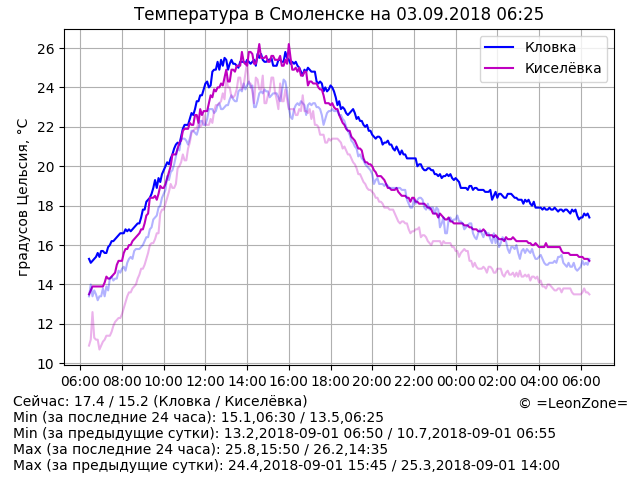 Температура в Смоленске на 03.09.2018 06:25
Кловка
Киселёвка
градусов Цельсия, °C
26
24
22
20
18
16
14
12
10
06:00 08:00 10:00 12:00 14:00 16:00 18:00 20:00 22:00 00:00 02:00 04:00 06:00
Сейчас: 17.4 / 15.2 (Кловка / Киселёвка)
© =LeonZone=
Min (за последние 24 часа): 15.1,06:30 / 13.5,06:25
Min (за предыдущие сутки): 13.2,2018-09-01 06:50 / 10.7,2018-09-01 06:55
Max (за последние 24 часа): 25.8,15:50 / 26.2,14:35
Max (за предыдущие сутки): 24.4,2018-09-01 15:45 / 25.3,2018-09-01 14:00